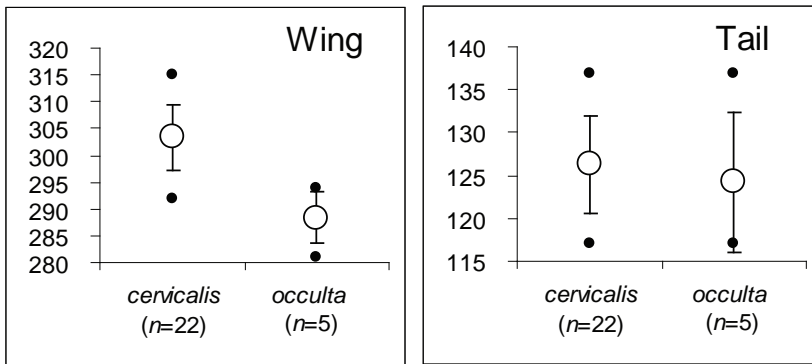 Wing
320
315
310
305
300
295
290
285
280
cervicalis occulta
(n=22) (n=5)
Tail
140
135
130
125
120
115
cervicalis occulta
(n=22) (n=5)